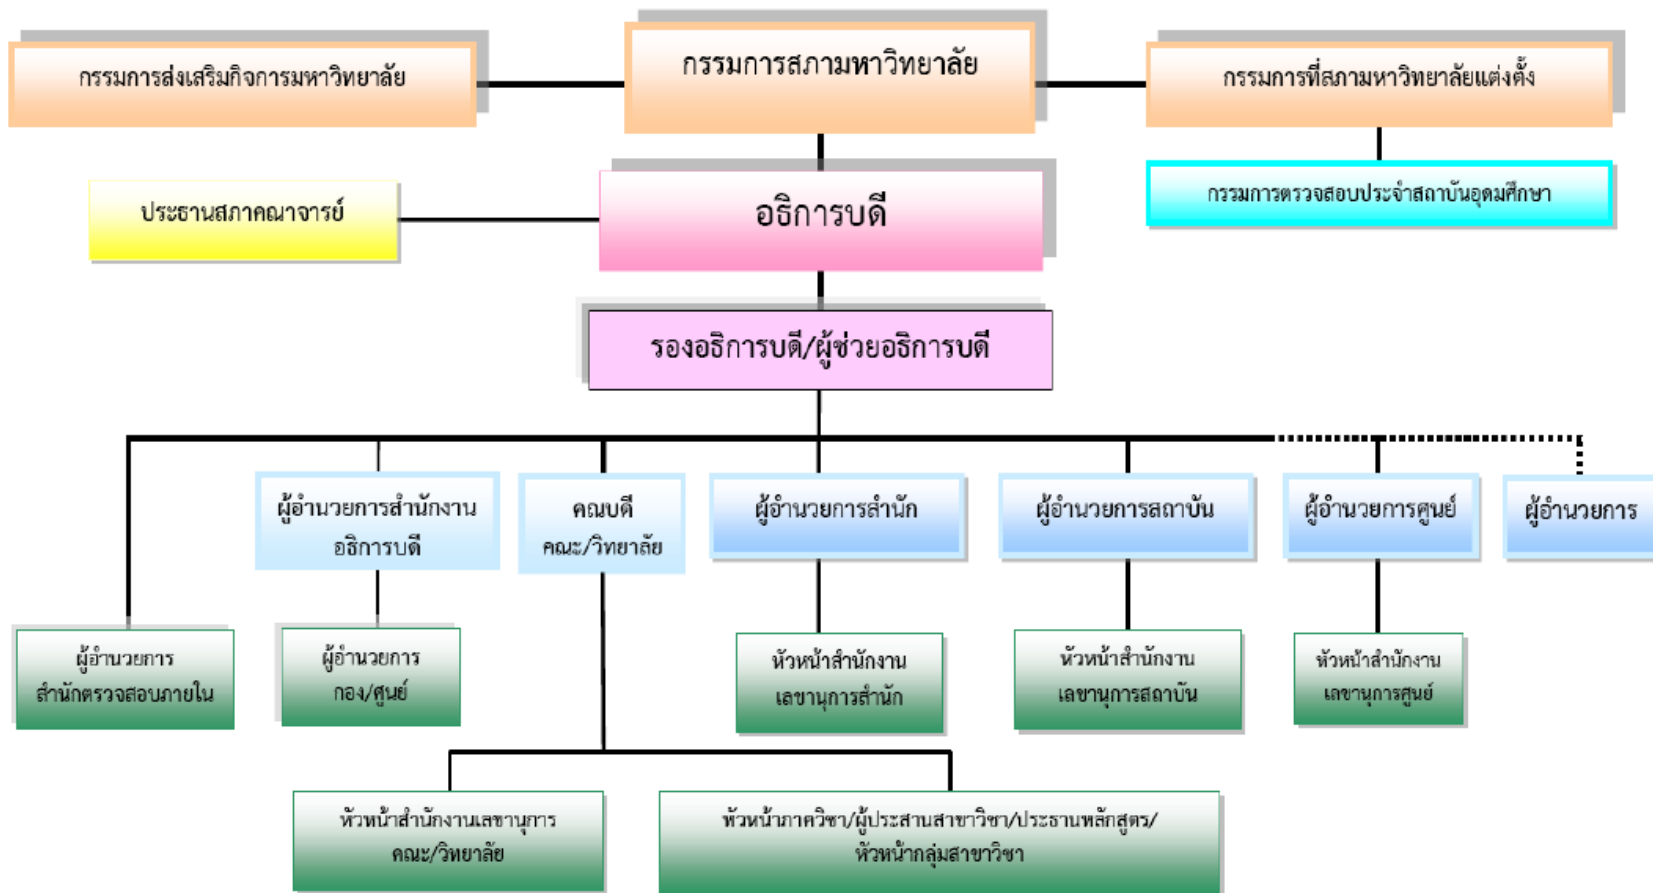 กรรมการส่งเสริมกิจการมหาวิทยาลัย
กรรมการสภามหาวิทยาลัย
กรรมการที่สภามหาวิทยาลัยแต่งตั้ง
ประธานสภาคณาจารย์
อธิการบดี
กรรมการตรวจสอบประจำสถาบันอุดมศึกษา
รองอธิการบดี/ผู้ช่วยอธิการบดี
ผู้อำนวยการสำนักงาน
อธิการบดี
คณบดี
คณะ/วิทยาลัย
ผู้อำนวยการสำนัก
ผู้อำนวยการสถาบัน
ผู้อำนวยการศูนย์
ผู้อำนวยการ
ผู้อำนวยการ
สำนักตรวจสอบภายใน
ผู้อำนวยการ
กอง/ศูนย์
หัวหน้าสำนักงาน
เลขานุการสำนัก
หัวหน้าสำนักงาน
เลขานุการสถาบัน
หัวหน้าสำนักงาน
เลขานุการศูนย์
หัวหน้าสำนักงานเลขานุการ
คณะ/วิทยาลัย
หัวหน้าภาควิชา/ผู้ประสานสาขาวิชา/ประธานหลักสูตร/
หัวหน้ากลุ่มสาขาวิชา